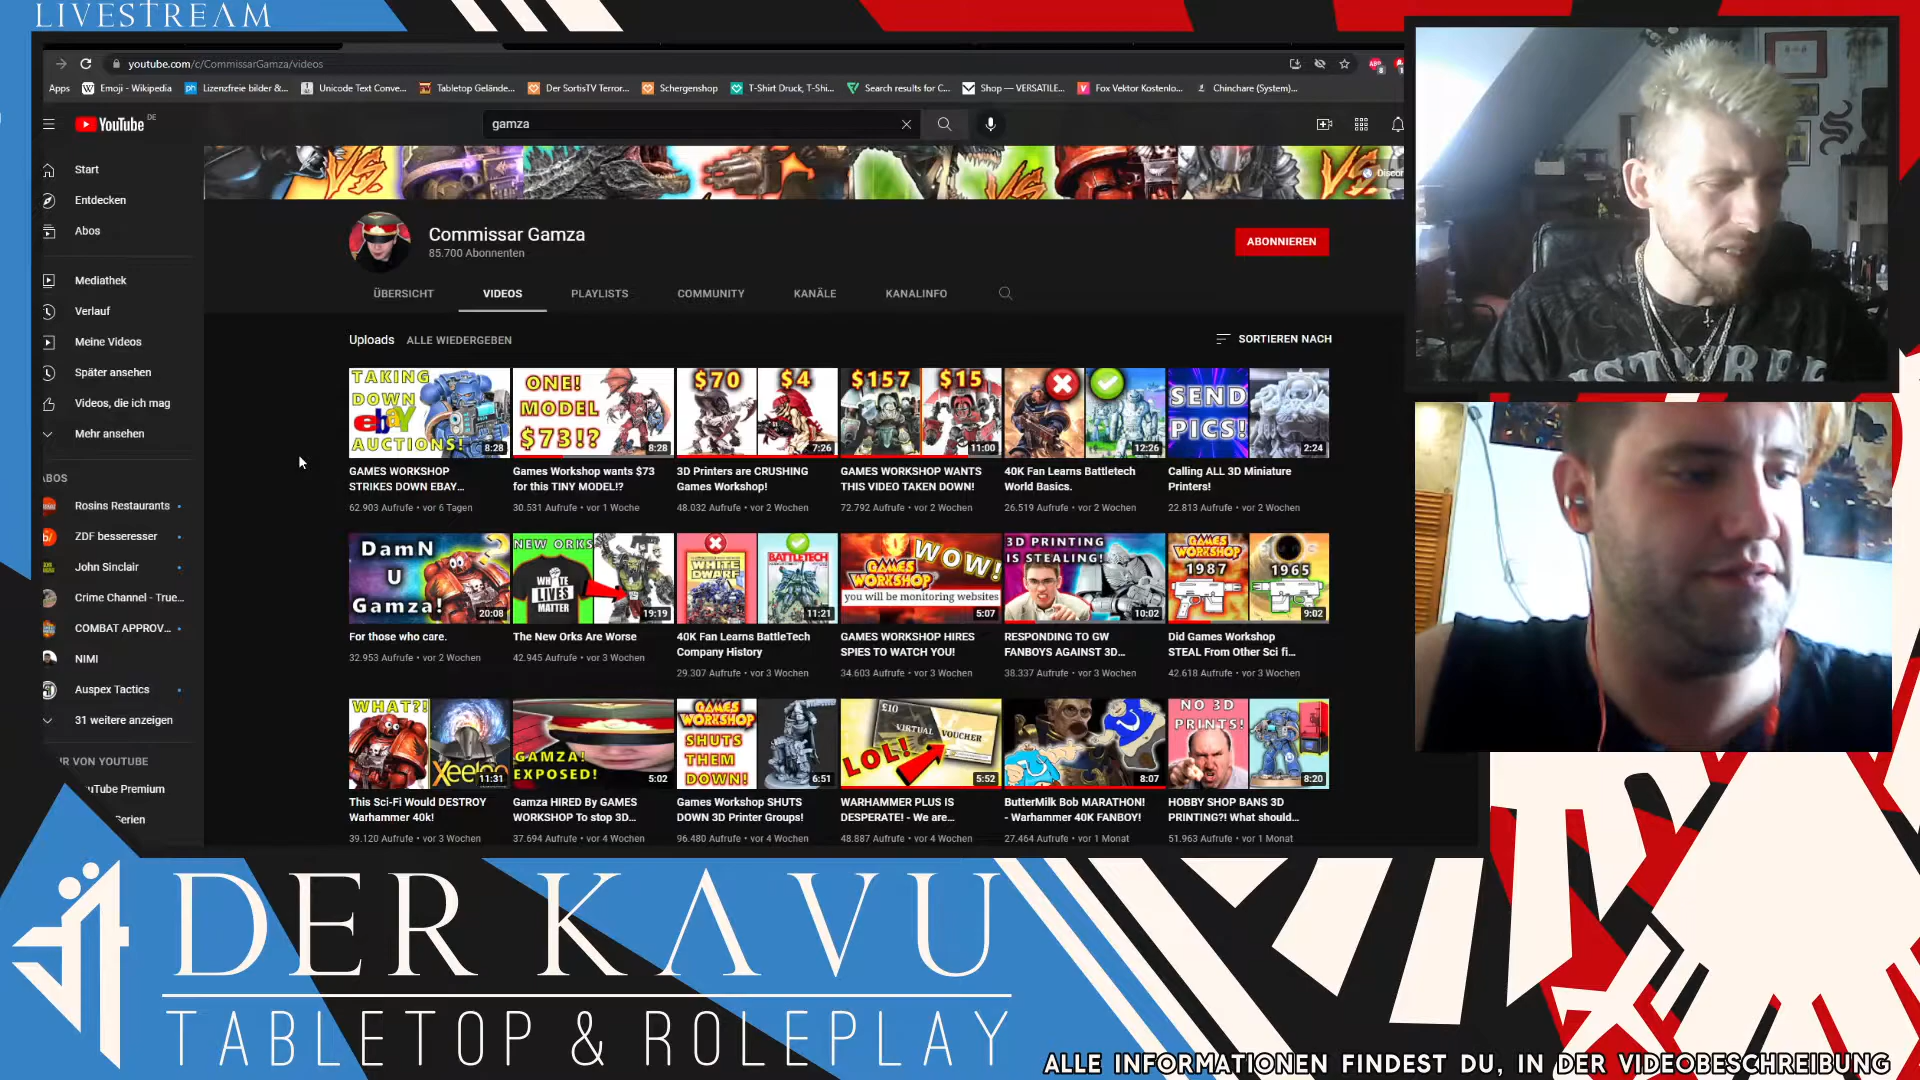 LIVESTREAM
youtube.com/c/CommissarGamza/videos
Apps
Emoji - Wikipedia
Lizenzfreie bilder &...
Unicode Text Conve...
Tabletop Gelände...
Der SortisTV Terror...
Schergenshop
T-Shirt Druck, T-Shi...
Search results for C...
Shop — VERSATILE...
Fox Vektor Kostenlo...
Chinchare (System)...
YouTube DE
gamza
Start
Entdecken
Abos
Mediathek
Verlauf
Meine Videos
Später ansehen
Videos, die ich mag
Mehr ansehen
ABOS
Rosins Restaurants
ZDF besseresser
John Sinclair
Crime Channel - True...
COMBAT APPROV...
NIMI
Auspex Tactics
31 weitere anzeigen
R VON YOUTUBE
uTube Premium
Serien
VS.
VS
VS
Discor
Commissar Gamza
85.700 Abonnenten
ABONNIEREN
ÜBERSICHT
VIDEOS
PLAYLISTS
COMMUNITY
KANÄLE
KANALINFO
Uploads
ALLE WIEDERGEBEN
SORTIEREN NACH
TAKING
DOWN
ebay
AUCTIONS!
8:28
GAMES WORKSHOP
STRIKES DOWN EBAY...
62.903 Aufrufe • vor 6 Tagen
ONE!
MODEL
$73!?
8:28
Games Workshop wants $73
for this TINY MODEL!?
30.531 Aufrufe • vor 1 Woche
$70 $4
7:26
3D Printers are CRUSHING
Games Workshop!
48.032 Aufrufe • vor 2 Wochen
$157 $15
11:00
GAMES WORKSHOP WANTS
THIS VIDEO TAKEN DOWN!
72.792 Aufrufe • vor 2 Wochen
12:26
40K Fan Learns Battletech
World Basics.
26.519 Aufrufe • vor 2 Wochen
SEND
PICS!
2:24
Calling ALL 3D Miniature
Printers!
22.813 Aufrufe • vor 2 Wochen
DamN
U
Gamza!
?
20:08
For those who care.
32.953 Aufrufe • vor 2 Wochen
NEW ORKS
WHITE
LIVES
MATTER
19:19
The New Orks Are Worse
42.945 Aufrufe • vor 3 Wochen
WHITE DWARF
BATTLETECH
11:21
40K Fan Learns BattleTech
Company History
29.307 Aufrufe • vor 3 Wochen
GAMES
WORKSHOP
WOW!
you will be monitoring websites
5:07
GAMES WORKSHOP HIRES
SPIES TO WATCH YOU!
34.603 Aufrufe • vor 3 Wochen
3D PRINTING
IS STEALING!
10:02
RESPONDING TO GW
FANBOYS AGAINST 3D...
38.337 Aufrufe • vor 3 Wochen
GAMES
WORKSHOP
1987
1965
9:02
Did Games Workshop
STEAL From Other Sci fi...
42.618 Aufrufe • vor 3 Wochen
WHAT?!
Xeelee
11:31
This Sci-Fi Would DESTROY
Warhammer 40k!
39.120 Aufrufe • vor 3 Wochen
GAMZA!
EXPOSED!
5:02
Gamza HIRED By GAMES
WORKSHOP To stop 3D...
37.694 Aufrufe • vor 4 Wochen
GAMES
WORKSHOP
SHUTS
THEM
DOWN!
6:51
Games Workshop SHUTS
DOWN 3D Printer Groups!
96.480 Aufrufe • vor 4 Wochen
£10
VIRTUAL VOUCHER
LOL!
5:52
WARHAMMER PLUS IS
DESPERATE! - We are...
48.887 Aufrufe • vor 4 Wochen
8:07
ButterMilk Bob MARATHON!
- Warhammer 40K FANBOY!
27.464 Aufrufe • vor 1 Monat
NO 3D
PRINTS!
8:20
HOBBY SHOP BANS 3D
PRINTING?! What should...
51.963 Aufrufe • vor 1 Monat
DER KAVU
TABLETOP & ROLEPLAY
ALLE INFORMATIONEN FINDEST DU, IN DER VIDEOBESCHREIBUNG